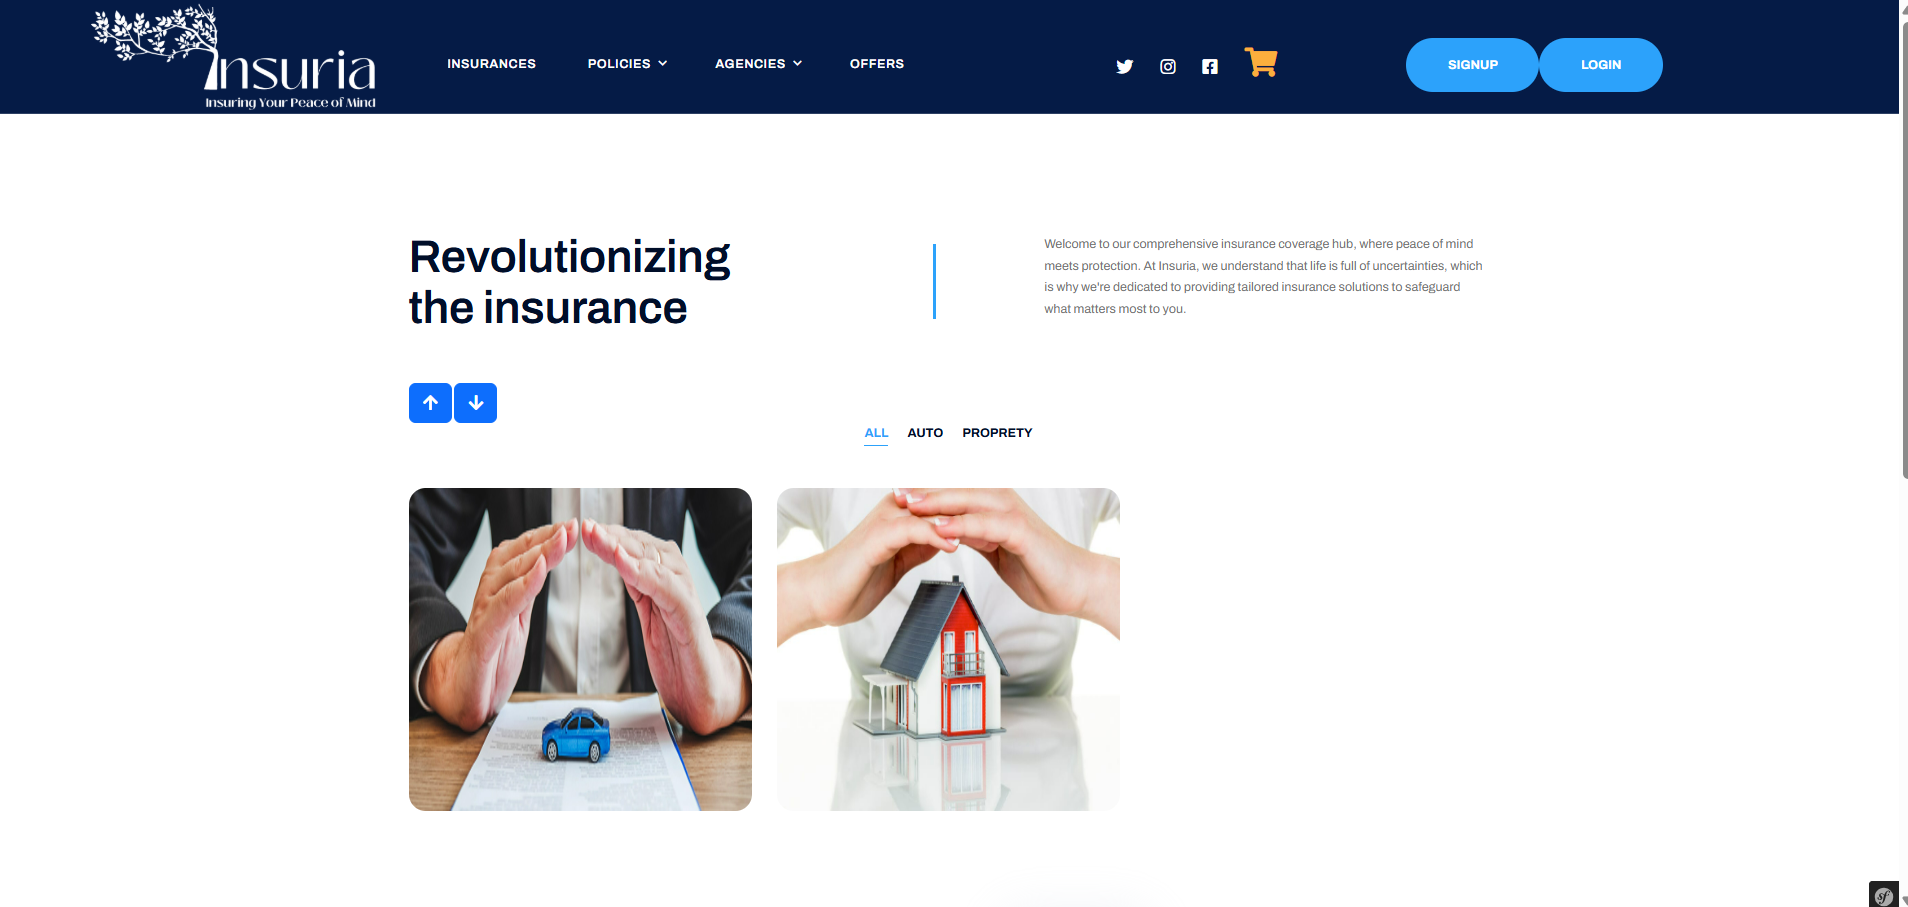 Insuria
Insuring Your Peace of Mind
INSURANCES
POLICIES
AGENCIES
OFFERS
SIGNUP
LOGIN
Revolutionizing
the insurance
Welcome to our comprehensive insurance coverage hub, where peace of mind
meets protection. At Insuria, we understand that life is full of uncertainties, which
is why we're dedicated to providing tailored insurance solutions to safeguard
what matters most to you.
ALL
AUTO
PROPRETY
sf